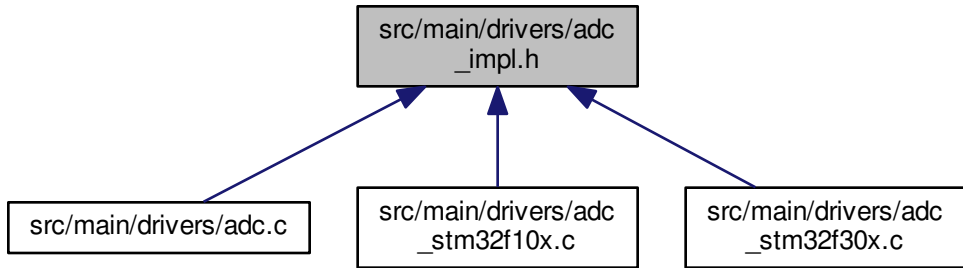 src/main/drivers/adc
_impl.h
src/main/drivers/adc.c
src/main/drivers/adc
_stm32f10x.c
src/main/drivers/adc
_stm32f30x.c